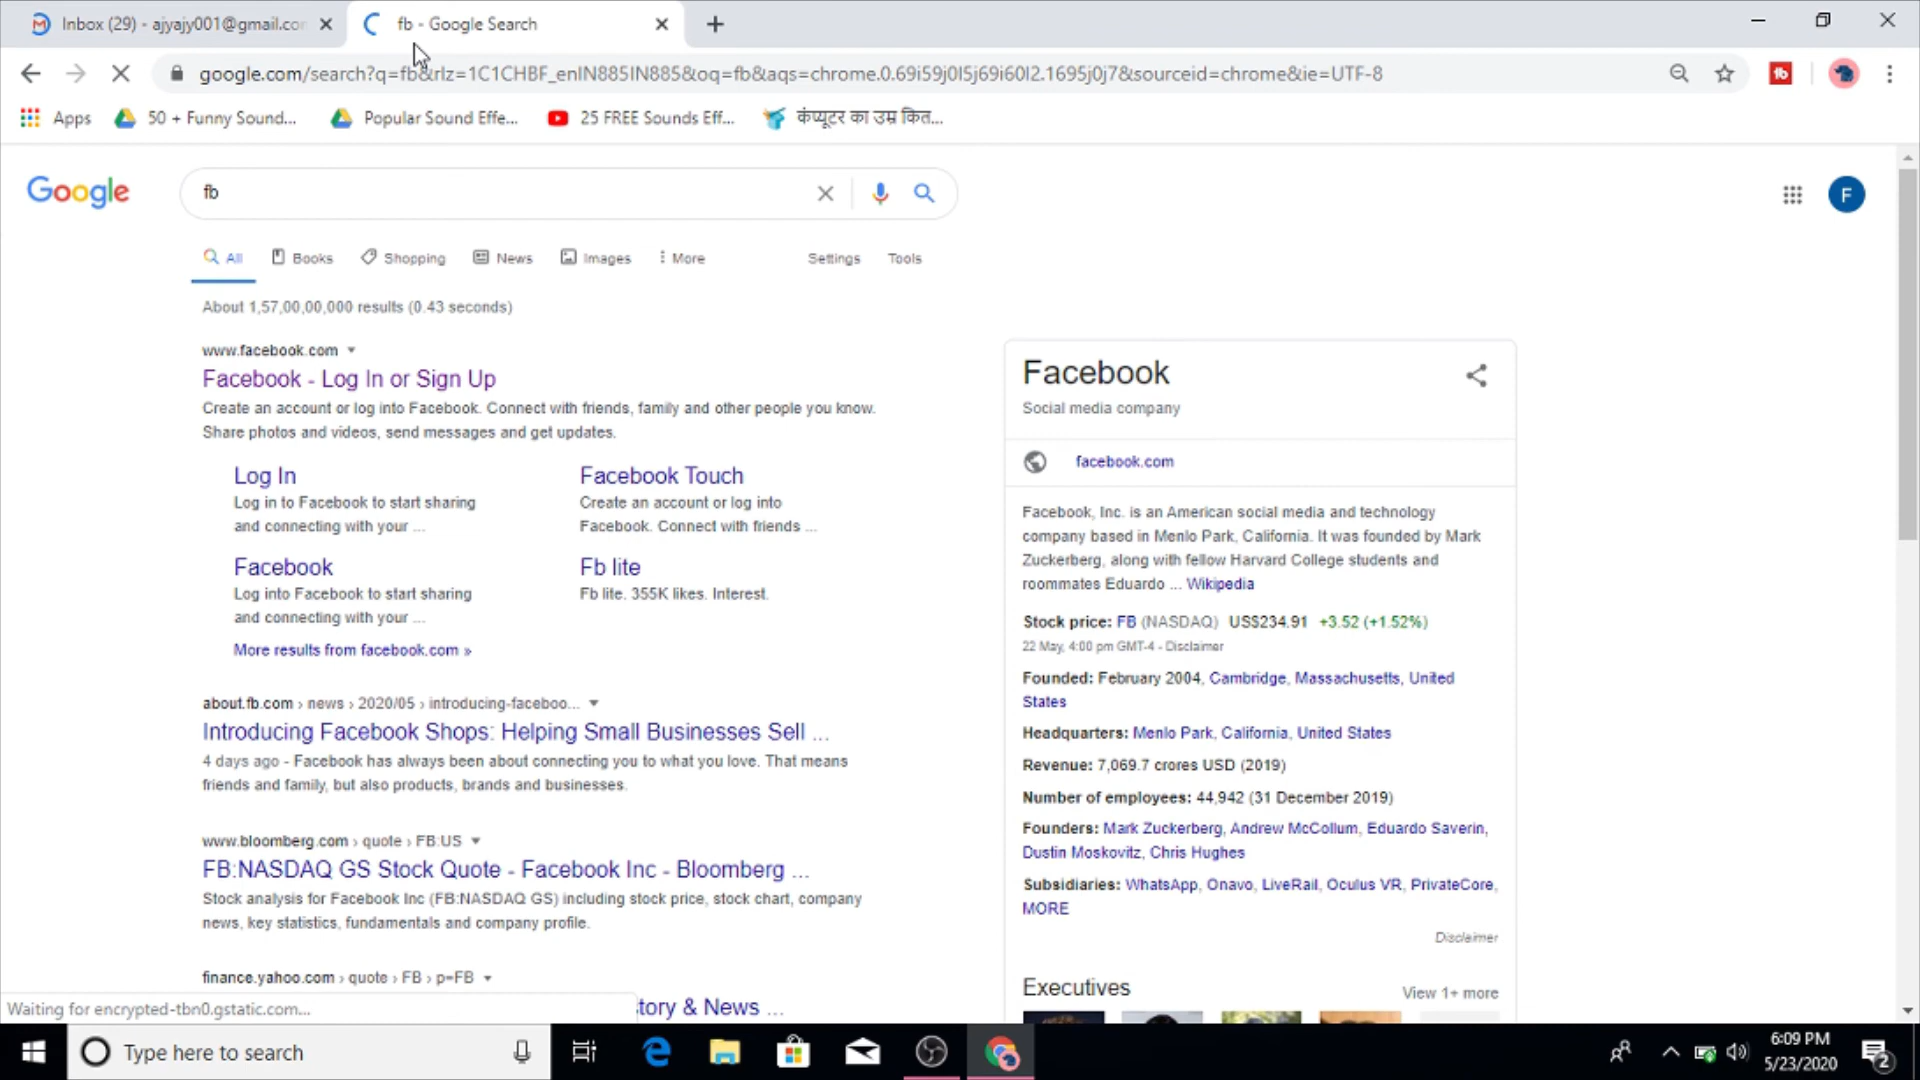 Inbox (29) - ajyajy001@gmail.co
fb - Google Search
google.com/search?q=fb&rlz=1C1CHBF_enIN885IN885&oq=fb&aqs=chrome.0.69i59j0l5j69i60l2.1695j0j7&sourceid=chrome&ie=UTF-8
Apps
50 + Funny Sound...
Popular Sound Effe...
25 FREE Sounds Eff...
कंप्यूटर का उम्र कित...
Google
fb
F
All
Books
Shopping
News
Images
More
Settings
Tools
About 1,57,00,00,000 results (0.43 seconds)
www.facebook.com
Facebook - Log In or Sign Up
Create an account or log into Facebook. Connect with friends, family and other people you know.
Share photos and videos, send messages and get updates.
Log In
Log in to Facebook to start sharing
and connecting with your ...
Facebook Touch
Create an account or log into
Facebook. Connect with friends ...
Facebook
Log into Facebook to start sharing
and connecting with your ...
Fb lite
Fb lite. 355K likes. Interest.
More results from facebook.com »
about.fb.com › news › 2020/05 › introducing-faceboo...
Introducing Facebook Shops: Helping Small Businesses Sell ...
4 days ago - Facebook has always been about connecting you to what you love. That means
friends and family, but also products, brands and businesses.
www.bloomberg.com › quote › FB:US
FB:NASDAQ GS Stock Quote - Facebook Inc - Bloomberg ...
Stock analysis for Facebook Inc (FB:NASDAQ GS) including stock price, stock chart, company
news, key statistics, fundamentals and company profile.
finance.yahoo.com › quote › FB › p=FB
tory & News ...
Waiting for encrypted-tbn0.gstatic.com...
Facebook
Social media company
facebook.com
Facebook, Inc. is an American social media and technology
company based in Menlo Park, California. It was founded by Mark
Zuckerberg, along with fellow Harvard College students and
roommates Eduardo ... Wikipedia
Stock price: FB (NASDAQ) US$234.91 +3.52 (+1.52%)
22 May, 4:00 pm GMT-4 - Disclaimer
Founded: February 2004, Cambridge, Massachusetts, United
States
Headquarters: Menlo Park, California, United States
Revenue: 7,069.7 crores USD (2019)
Number of employees: 44,942 (31 December 2019)
Founders: Mark Zuckerberg, Andrew McCollum, Eduardo Saverin,
Dustin Moskovitz, Chris Hughes
Subsidiaries: WhatsApp, Onavo, LiveRail, Oculus VR, PrivateCore,
MORE
Disclaimer
Executives
View 1+ more
Type here to search
6:09 PM
5/23/2020
2